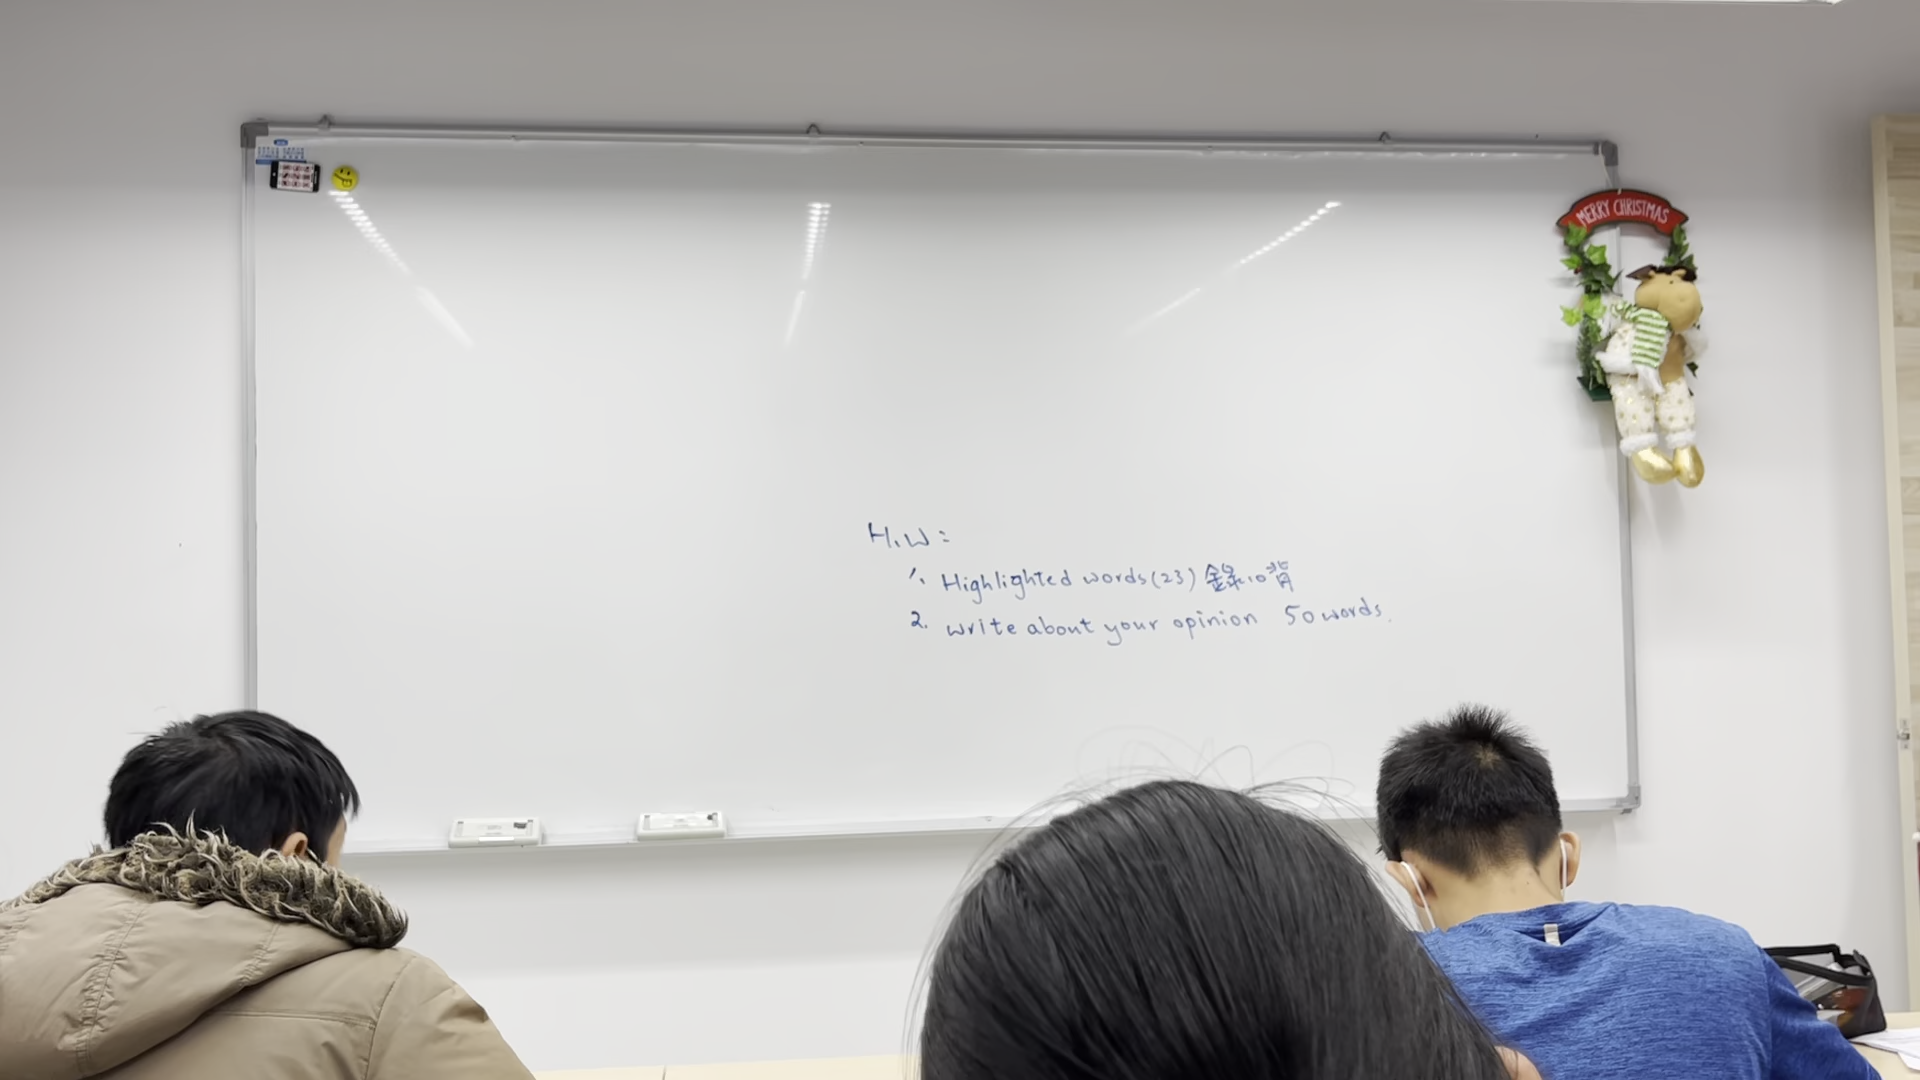 MERRY CHRISTMAS
H.W:
1. Highlighted words(23) 錄10背
2. write about your opinion 50 words.